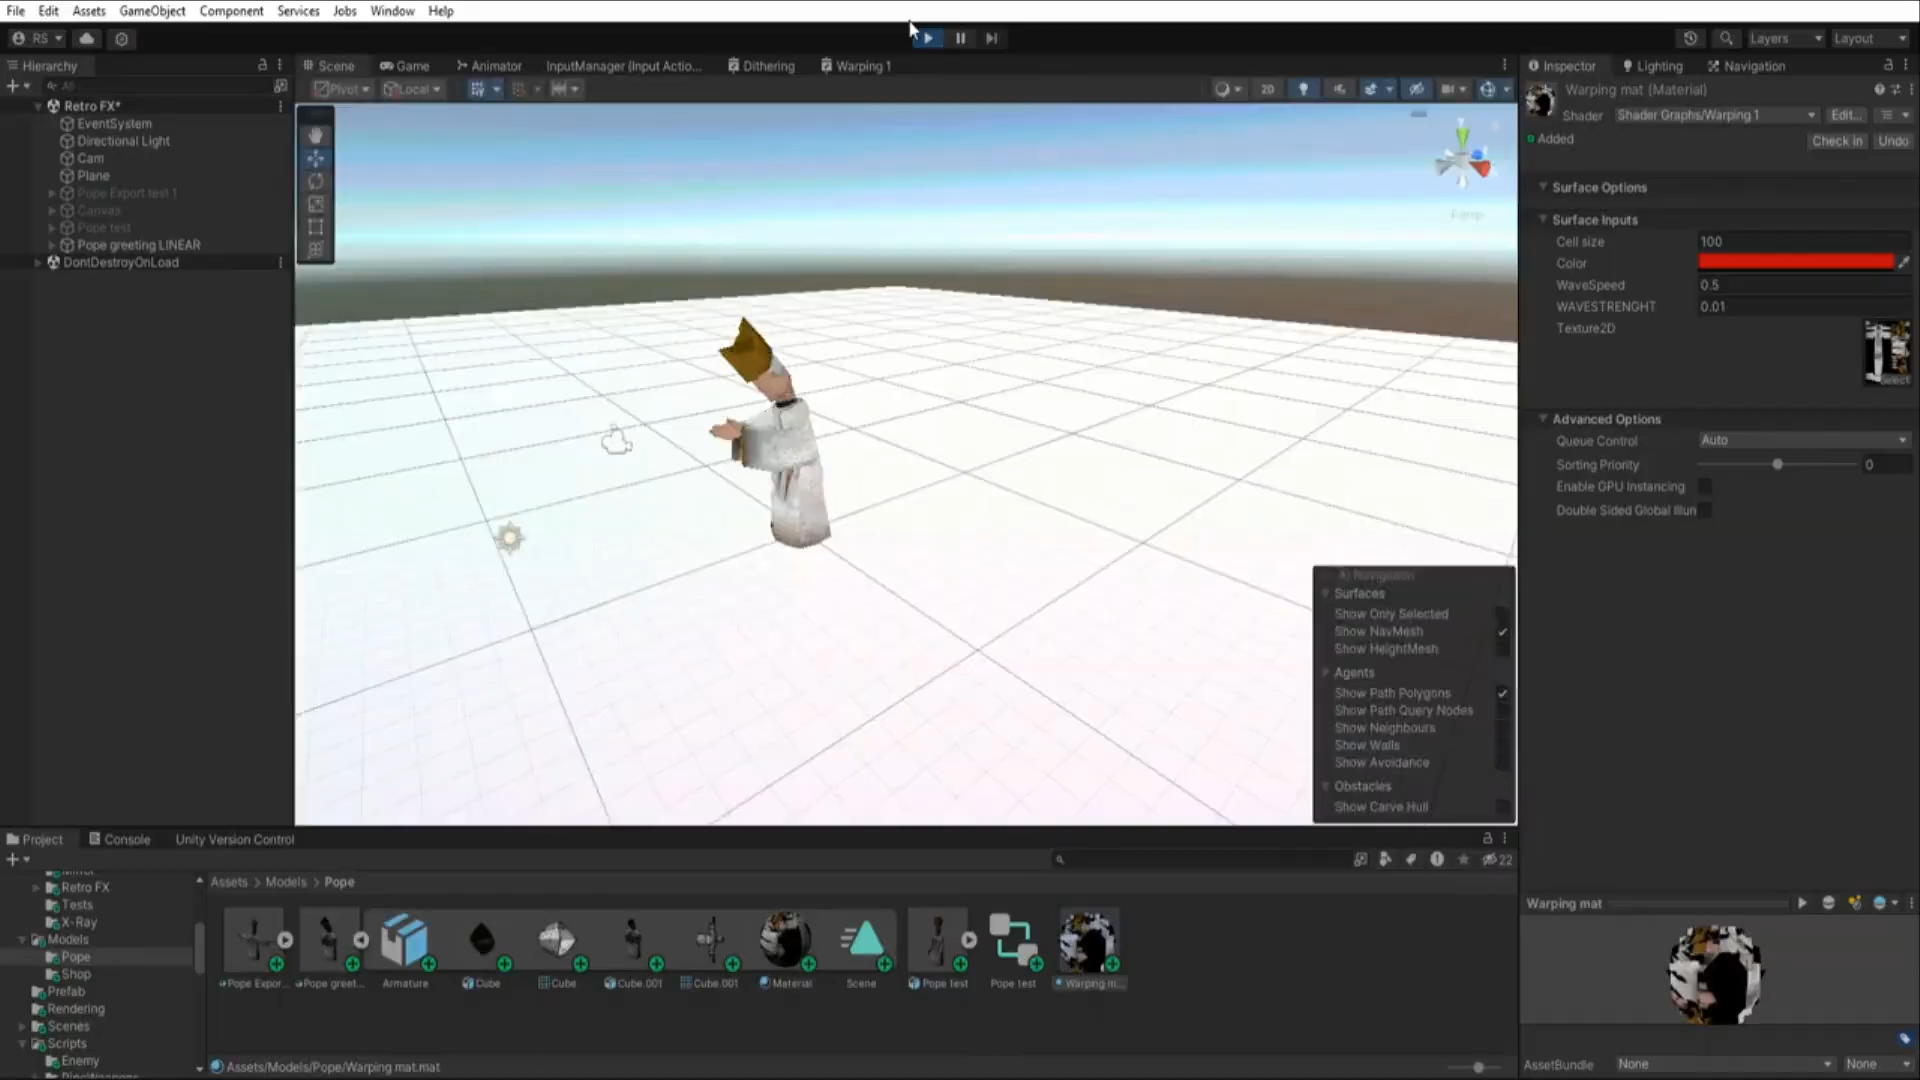 File Edit Assets GameObject Component Services Jobs Window Help
RS Layers Layout
Hierarchy Scene Game Animator InputManager (Input Actio... Dithering Warping 1 Inspector Lighting Navigation
All Pivot Local 2D
Warping mat (Material)
Shader Shader Graphs/Warping 1 Edit...
Added Check In Undo
Retro FX*
EventSystem
Directional Light
Cam
Plane
Pope Export test 1
Canvas
Pope test
Pope greeting LINEAR
DontDestroyOnLoad
Persp
Surface Options
Surface Inputs
Cell size 100
Color
WaveSpeed 0.5
WAVESTRENGHT 0.01
Texture2D
Select
Advanced Options
Queue Control Auto
Sorting Priority 0
Enable GPU Instancing
Double Sided Global Illun
AI Navigation
Surfaces
Show Only Selected
Show NavMesh
Show HeightMesh
Agents
Show Path Polygons
Show Path Query Nodes
Show Neighbours
Show Walls
Show Avoidance
Obstacles
Show Carve Hull
Project Console Unity Version Control
22
Assets > Models > Pope
Retro FX
Tests
X-Ray
Models
Pope
Shop
Prefab
Rendering
Scenes
Scripts
Enemy
Pope Expor... Pope greet... Armature Cube Cube Cube.001 Cube.001 Material Scene Pope test Pope test Warping m...
Assets/Models/Pope/Warping mat.mat
Warping mat
AssetBundle None None